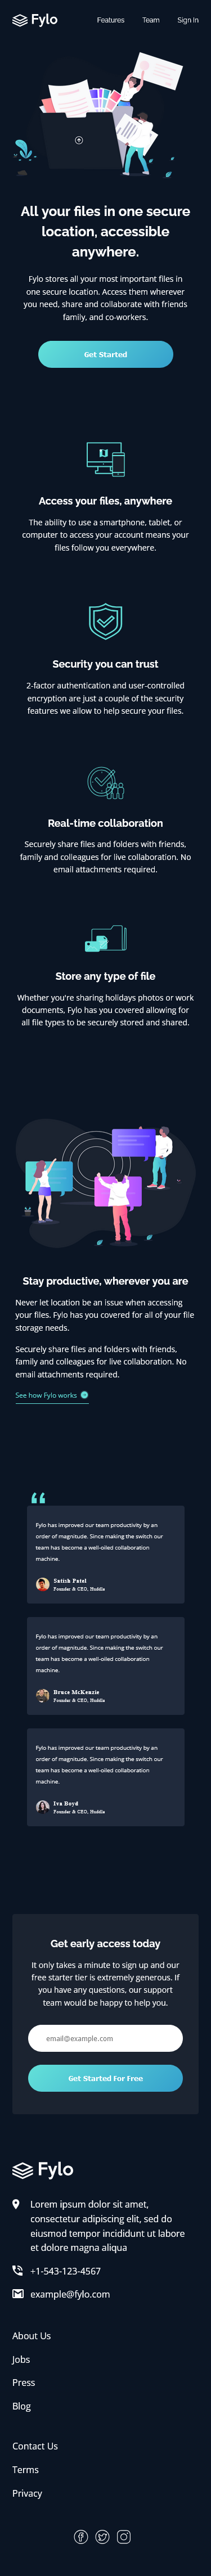 Fylo
Features Team Sign In
All your files in one secure
location, accessible
anywhere.
Fylo stores all your most important files in
one secure location. Access them wherever
you need, share and collaborate with friends
family, and co-workers.
Get Started
Access your files, anywhere
The ability to use a smartphone, tablet, or
computer to access your account means your
files follow you everywhere.
Security you can trust
2-factor authentication and user-controlled
encryption are just a couple of the security
features we allow to help secure your files.
Real-time collaboration
Securely share files and folders with friends,
family and colleagues for live collaboration. No
email attachments required.
Store any type of file
Whether you're sharing holidays photos or work
documents, Fylo has you covered allowing for
all file types to be securely stored and shared.
Stay productive, wherever you are
Never let location be an issue when accessing
your files. Fylo has you covered for all of your file
storage needs.
Securely share files and folders with friends,
family and colleagues for live collaboration. No
email attachments required.
See how Fylo works
Fylo has improved our team productivity by an
order of magnitude. Since making the switch our
team has become a well-oiled collaboration
machine.
Satish Patel
Founder & CEO, Huddle
Fylo has improved our team productivity by an
order of magnitude. Since making the switch our
team has become a well-oiled collaboration
machine.
Bruce McKenzie
Founder & CEO, Huddle
Fylo has improved our team productivity by an
order of magnitude. Since making the switch our
team has become a well-oiled collaboration
machine.
Iva Boyd
Founder & CEO, Huddle
Get early access today
It only takes a minute to sign up and our
free starter tier is extremely generous. If
you have any questions, our support
team would be happy to help you.
email@example.com
Get Started For Free
Fylo
Lorem ipsum dolor sit amet,
consectetur adipiscing elit, sed do
eiusmod tempor incididunt ut labore
et dolore magna aliqua
+1-543-123-4567
example@fylo.com
About Us
Jobs
Press
Blog
Contact Us
Terms
Privacy